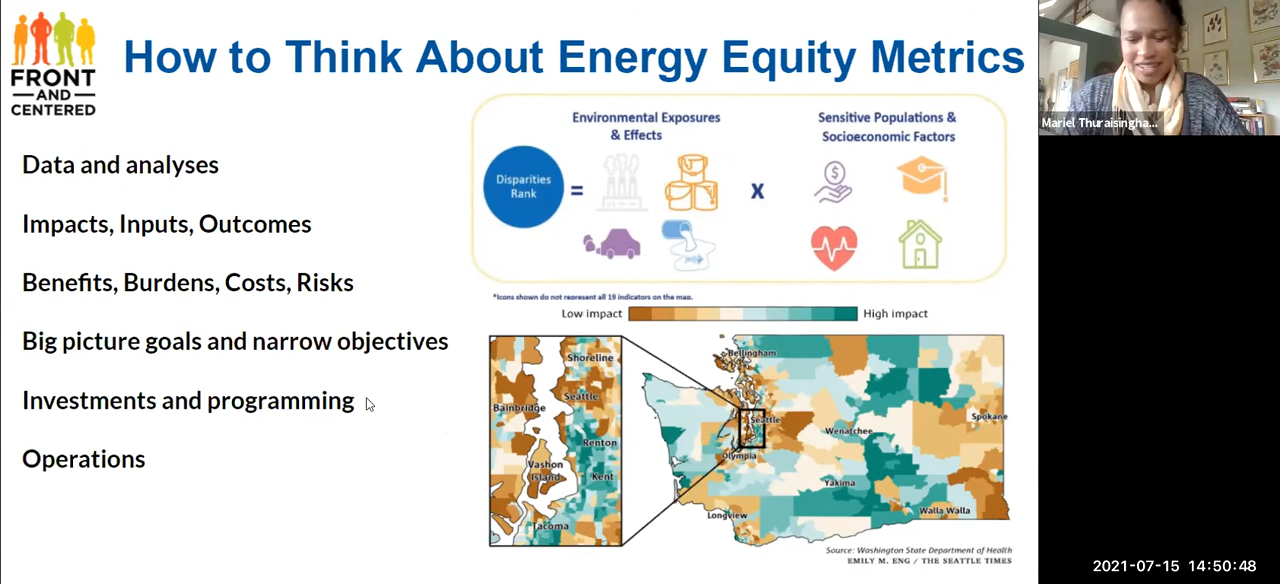 FRONT
AND
CENTERED
How to Think About Energy Equity Metrics
Data and analyses
Impacts, Inputs, Outcomes
Benefits, Burdens, Costs, Risks
Big picture goals and narrow objectives
Investments and programming
Operations
Environmental Exposures
& Effects
Sensitive Populations &
Socioeconomic Factors
Disparities
Rank
=
X
*Icons shown do not represent all 19 indicators on the map.
Low impact
High impact
Shoreline
Seattle
Bainbridge
Renton
Vashon
Island
Kent
Tacoma
Bellingham
Seattle
Spokane
Wenatchee
Olympia
Yakima
Longview
Walla Walla
Source: Washington State Department of Health
EMILY M. ENG / THE SEATTLE TIMES
Mariel Thuraisingha...
2021-07-15 14:50:48